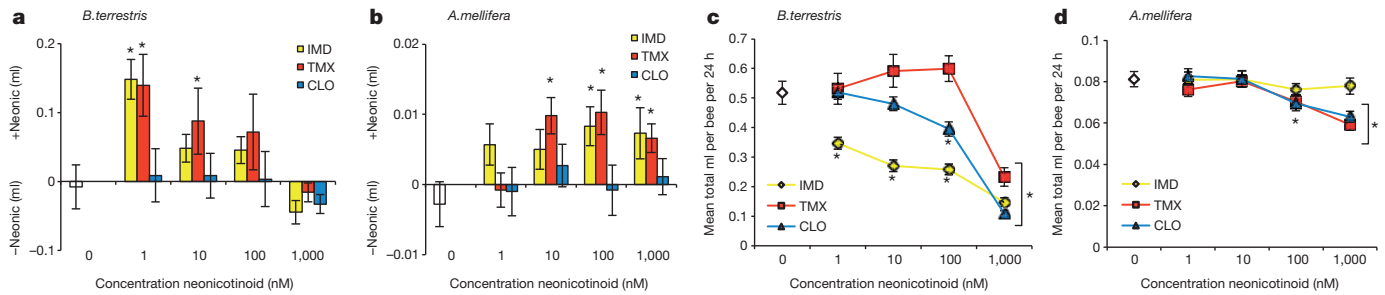 a B.terrestris
0.2
0.1
0
–0.1
+Neonic (ml)
–Neonic (ml)
* * *
IMD
TMX
CLO
0 1 10 100 1,000
Concentration neonicotinoid (nM)
b A.mellifera
0.02
0.01
0
–0.01
+Neonic (ml)
–Neonic (ml)
* * * * *
IMD
TMX
CLO
0 1 10 100 1,000
Concentration neonicotinoid (nM)
c B.terrestris
0.7
0.6
0.5
0.4
0.3
0.2
0.1
0
Mean total ml per bee per 24 h
* * * * *
IMD
TMX
CLO
0 1 10 100 1,000
Concentration neonicotinoid (nM)
d A.mellifera
0.1
0.08
0.06
0.04
0.02
0
Mean total ml per bee per 24 h
* *
IMD
TMX
CLO
0 1 10 100 1,000
Concentration neonicotinoid (nM)